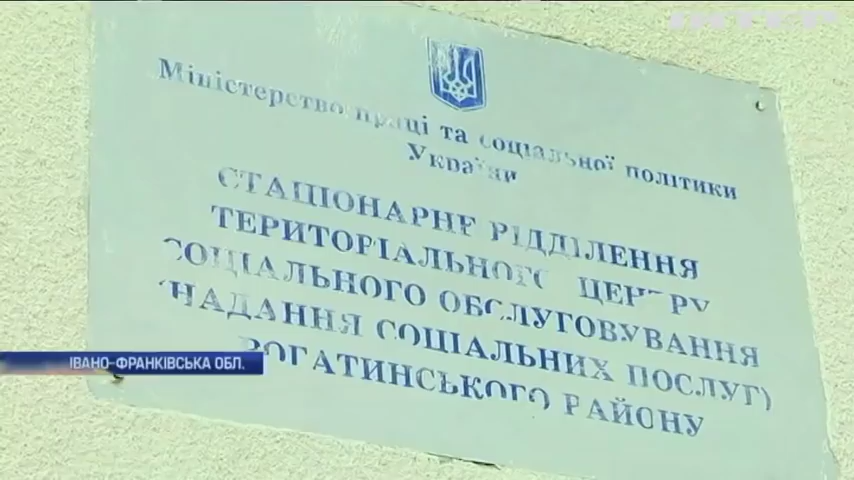 Міністерство праці та соціальної політики
України
СТАЦІОНАРНЕ ВІДДІЛЕННЯ
ТЕРИТОРІАЛЬНОГО ЦЕНТРУ
СОЦІАЛЬНОГО ОБСЛУГОВУВАННЯ
(НАДАННЯ СОЦІАЛЬНИХ ПОСЛУГ)
РОГАТИНСЬКОГО РАЙОНУ
ІВАНО-ФРАНКІВСЬКА ОБЛ.